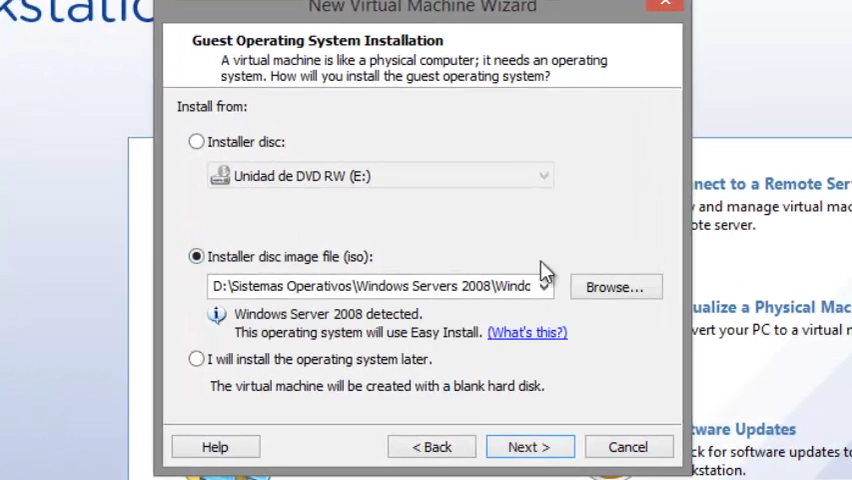 New Virtual Machine Wizard
Guest Operating System Installation
A virtual machine is like a physical computer; it needs an operating
system. How will you install the guest operating system?
Install from:
Installer disc:
Unidad de DVD RW (E:)
Installer disc image file (iso):
D:\Sistemas Operativos\Windows Servers 2008\Windo
Browse...
Windows Server 2008 detected.
This operating system will use Easy Install. (What's this?)
I will install the operating system later.
The virtual machine will be created with a blank hard disk.
Help
< Back
Next >
Cancel
nect to a Remote Ser
and manage virtual mac
ote server.
ualize a Physical Mac
vert your PC to a virtual
tware Updates
ck for software updates to
kstation.